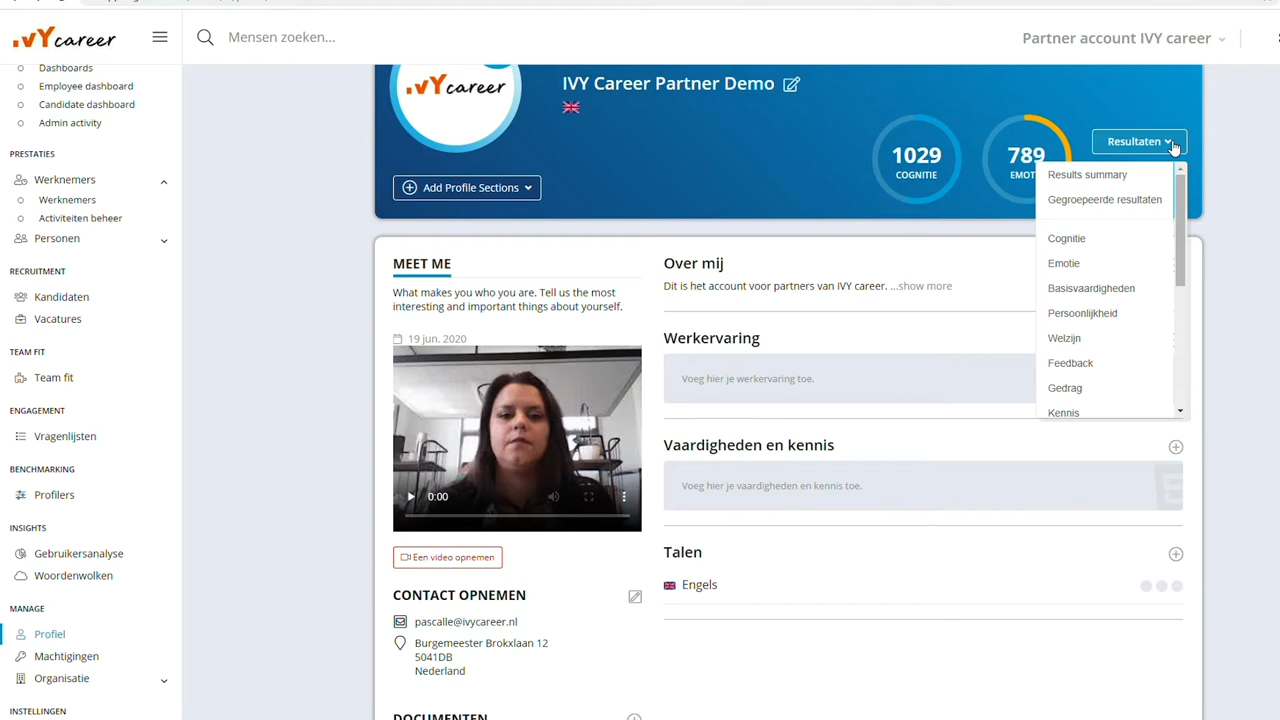 ivYcareer
Mensen zoeken...
Partner account IVY career
Dashboards
Employee dashboard
Candidate dashboard
Admin activity
PRESTATIES
Werknemers
Werknemers
Activiteiten beheer
Personen
RECRUITMENT
Kandidaten
Vacatures
TEAM FIT
Team fit
ENGAGEMENT
Vragenlijsten
BENCHMARKING
Profilers
INSIGHTS
Gebruikersanalyse
Woordenwolken
MANAGE
Profiel
Machtigingen
Organisatie
INSTELLINGEN
ivYcareer
IVY Career Partner Demo
Add Profile Sections
1029
COGNITIE
789
EMOT
Resultaten
Results summary
Gegroepeerde resultaten
Cognitie
Emotie
Basisvaardigheden
Persoonlijkheid
Welzijn
Feedback
Gedrag
Kennis
MEET ME
What makes you who you are. Tell us the most
interesting and important things about yourself.
19 jun. 2020
0:00
Een video opnemen
CONTACT OPNEMEN
pascalle@ivycareer.nl
Burgemeester Brokxlaan 12
5041DB
Nederland
DOCUMENTEN
Over mij
Dit is het account voor partners van IVY career. ...show more
Werkervaring
Voeg hier je werkervaring toe.
Vaardigheden en kennis
Voeg hier je vaardigheden en kennis toe.
Talen
Engels